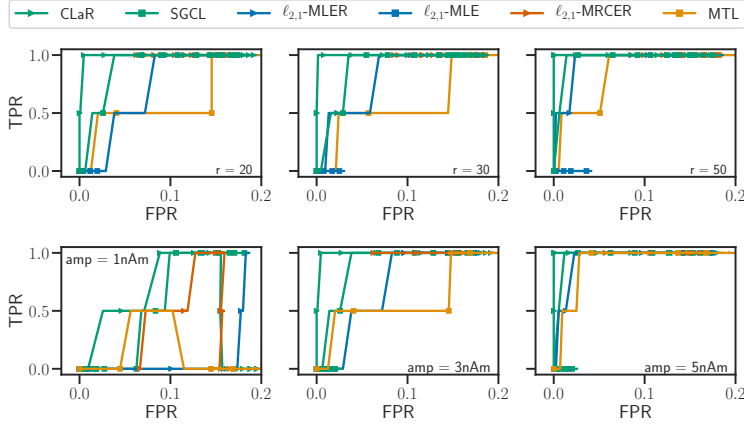 CLaR SGCL ℓ2,1-MLER ℓ2,1-MLE ℓ2,1-MRCER MTL
1.0
0.5
0.0
TPR
r = 20
r = 30
r = 50
0.0 0.1 0.2 0.0 0.1 0.2 0.0 0.1 0.2
FPR FPR FPR
1.0
0.5
0.0
TPR
amp = 1nAm
amp = 3nAm
amp = 5nAm
0.0 0.1 0.2 0.0 0.1 0.2 0.0 0.1 0.2
FPR FPR FPR